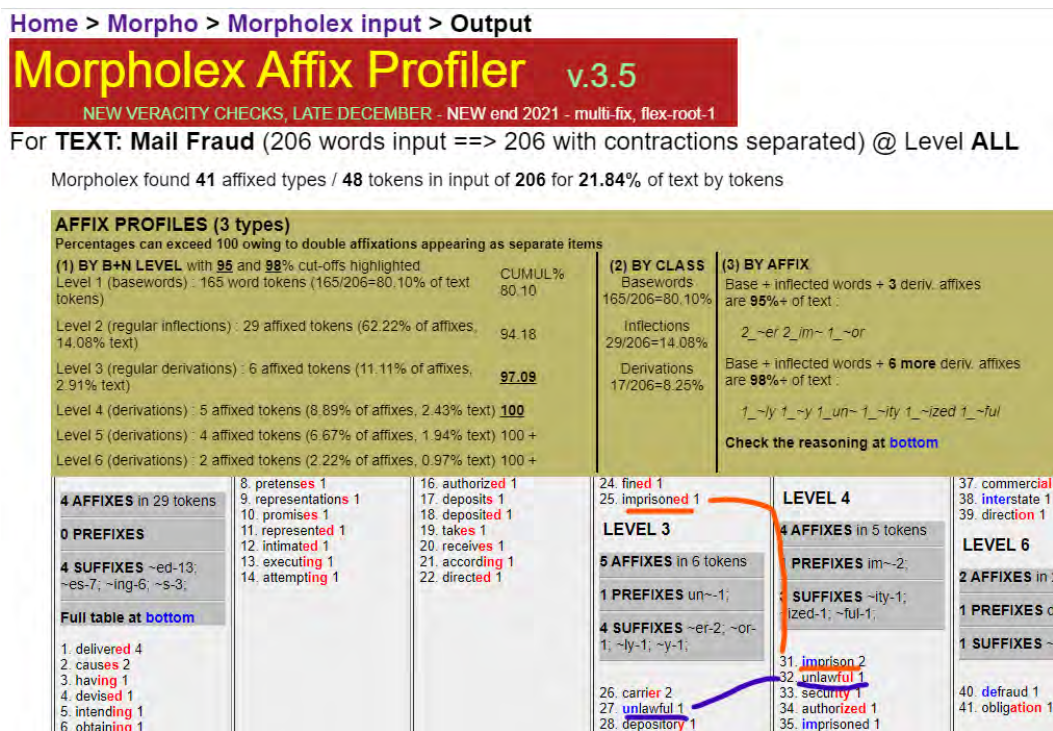 Home > Morpho > Morpholex input > Output
Morpholex Affix Profiler v.3.5
NEW VERACITY CHECKS, LATE DECEMBER - NEW end 2021 - multi-fix, flex-root-1
For TEXT: Mail Fraud (206 words input ==> 206 with contractions separated) @ Level ALL
Morpholex found 41 affixed types / 48 tokens in input of 206 for 21.84% of text by tokens
AFFIX PROFILES (3 types)
Percentages can exceed 100 owing to double affixations appearing as separate items
(1) BY B+N LEVEL with 95 and 98% cut-offs highlighted
CUMUL%
Level 1 (basewords) : 165 word tokens (165/206=80.10% of text
tokens)
80.10
Level 2 (regular inflections) : 29 affixed tokens (62.22% of affixes,
14.08% text)
94.18
Level 3 (regular derivations) : 6 affixed tokens (11.11% of affixes,
2.91% text)
97.09
Level 4 (derivations) : 5 affixed tokens (8.89% of affixes, 2.43% text) 100
Level 5 (derivations) : 4 affixed tokens (6.67% of affixes, 1.94% text) 100 +
Level 6 (derivations) : 2 affixed tokens (2.22% of affixes, 0.97% text) 100 +
(2) BY CLASS
Basewords
165/206=80.10%
Inflections
29/206=14.08%
Derivations
17/206=8.25%
(3) BY AFFIX
Base + inflected words + 3 deriv. affixes
are 95%+ of text :
2_~er 2_im~ 1_~or
Base + inflected words + 6 more deriv. affixes
are 98%+ of text :
1_~ly 1_~y 1_un~ 1_~ity 1_~ized 1_~ful
Check the reasoning at bottom
4 AFFIXES in 29 tokens
0 PREFIXES
4 SUFFIXES ~ed-13;
~es-7; ~ing-6; ~s-3;
Full table at bottom
1. delivered 4
2. causes 2
3. having 1
4. devised 1
5. intending 1
6. obtaining 1
8. pretenses 1
9. representations 1
10. promises 1
11. represented 1
12. intimated 1
13. executing 1
14. attempting 1
16. authorized 1
17. deposits 1
18. deposited 1
19. takes 1
20. receives 1
21. according 1
22. directed 1
24. fined 1
25. imprisoned 1
LEVEL 3
5 AFFIXES in 6 tokens
1 PREFIXES un~-1;
4 SUFFIXES ~er-2; ~or-
1; ~ly-1; ~y-1;
26. carrier 2
27. unlawful 1
28. depository 1
LEVEL 4
4 AFFIXES in 5 tokens
PREFIXES im~-2;
3 SUFFIXES ~ity-1;
~ized-1; ~ful-1;
31. imprison 2
32. unlawful 1
33. security 1
34. authorized 1
35. imprisoned 1
37. commercial
38. interstate 1
39. direction 1
LEVEL 6
2 AFFIXES in
1 PREFIXES
1 SUFFIXES ~
40. defraud 1
41. obligation 1